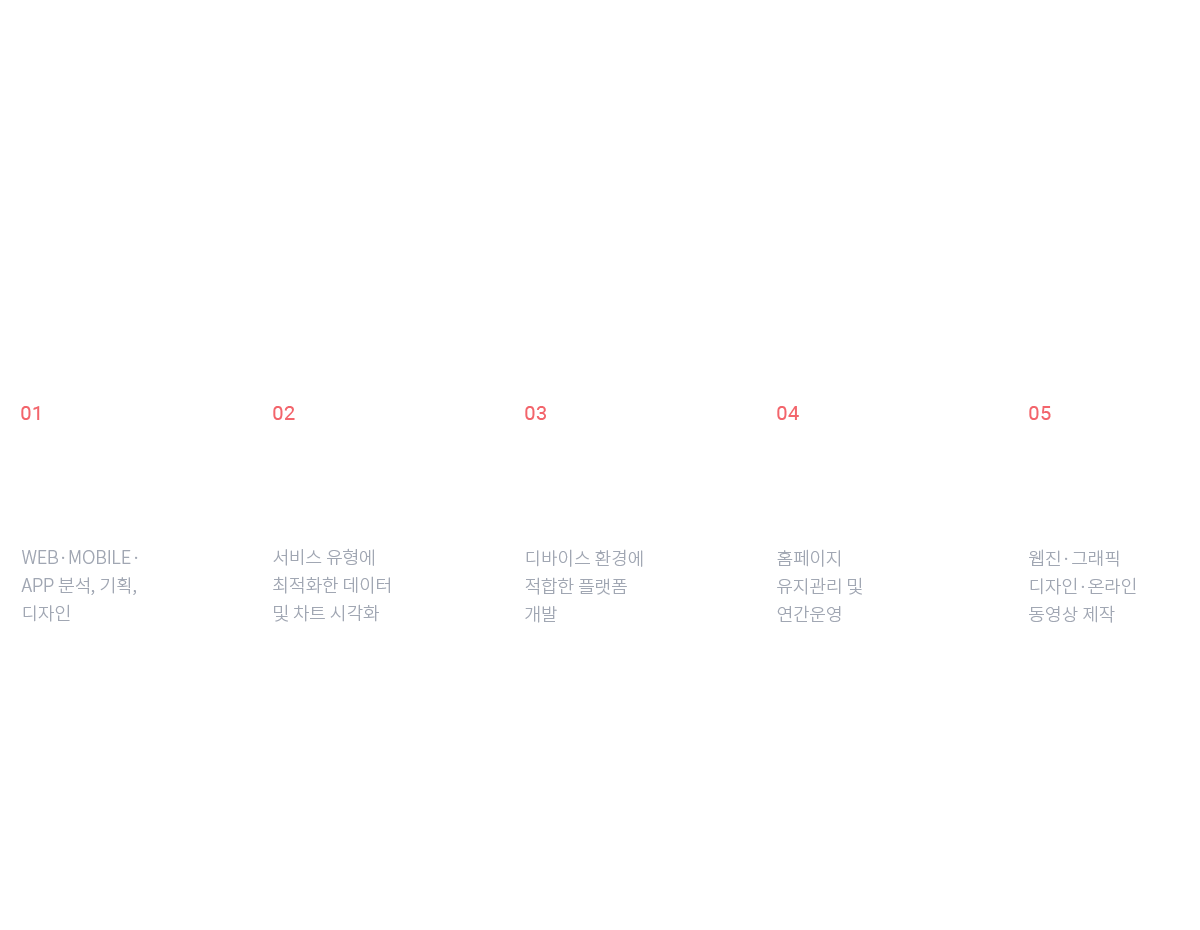 01
WEB·MOBILE·
APP 분석, 기획,
디자인
02
서비스 유형에
최적화한 데이터
및 차트 시각화
03
디바이스 환경에
적합한 플랫폼
개발
04
홈페이지
유지관리 및
연간운영
05
웹진·그래픽
디자인·온라인
동영상 제작